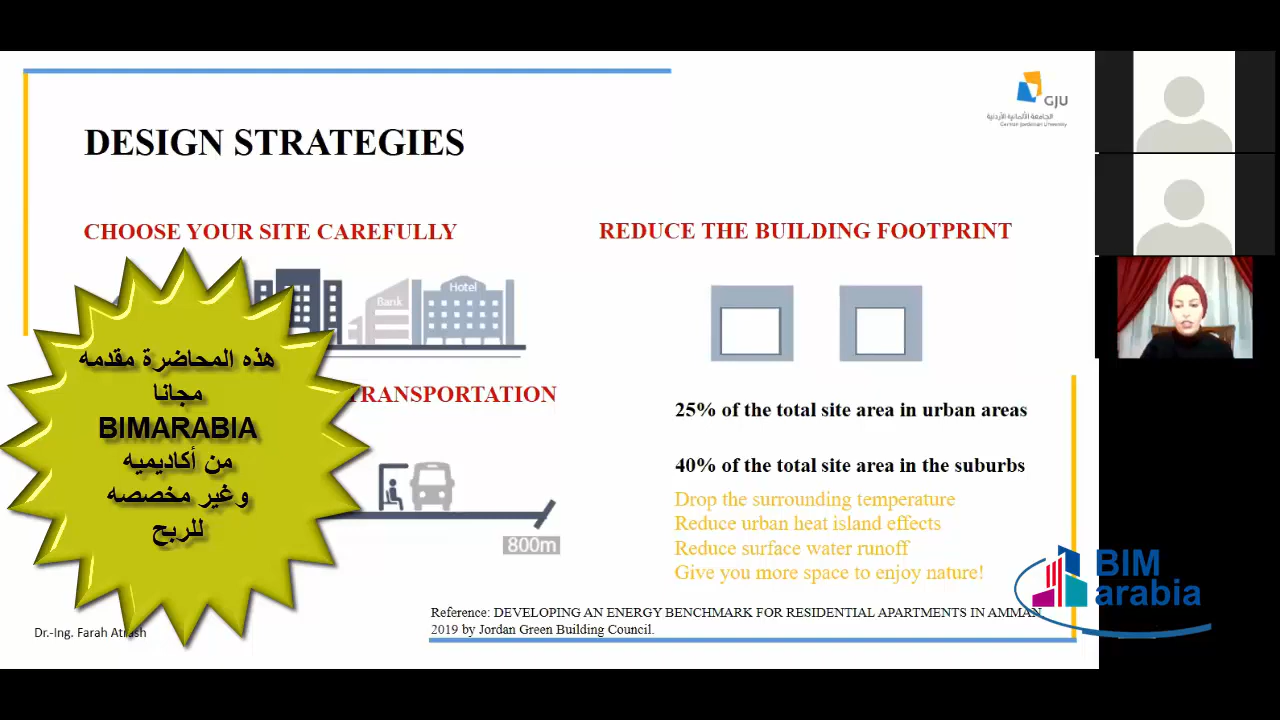 GJU
الجامعة الألمانية الأردنية
German Jordanian University
DESIGN STRATEGIES
CHOOSE YOUR SITE CAREFULLY
Bank
Hotel
TRANSPORTATION
800m
REDUCE THE BUILDING FOOTPRINT
25% of the total site area in urban areas
40% of the total site area in the suburbs
Drop the surrounding temperature
Reduce urban heat island effects
Reduce surface water runoff
Give you more space to enjoy nature!
هذه المحاضرة مقدمه
مجانا
BIMARABIA
من أكاديميه
وغير مخصصه
للربح
Reference: DEVELOPING AN ENERGY BENCHMARK FOR RESIDENTIAL APARTMENTS IN AMMAN
2019 by Jordan Green Building Council.
Dr.-Ing. Farah Atrash
BIM
arabia